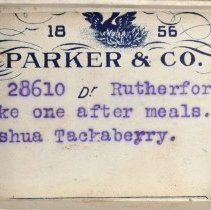 18 56
PARKER & CO.
28610 Dr Rutherfor
ke one after meals.
shua Tackaberry.